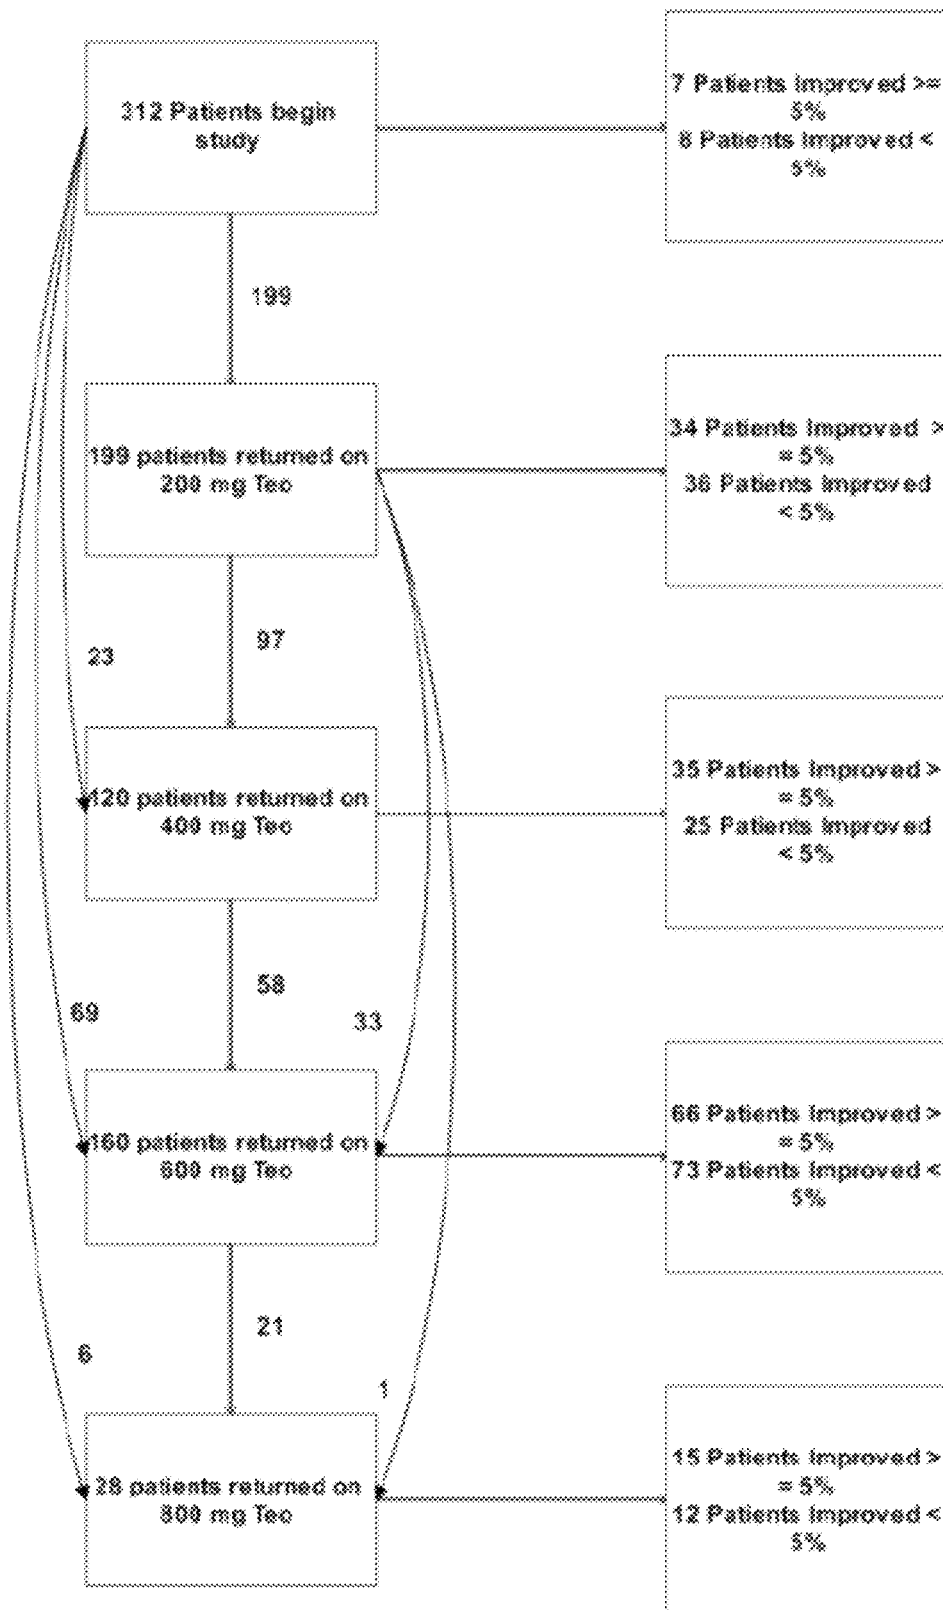 312 Patients begin
study
7 Patients Improved >=
5%
8 Patients Improved <
5%
199
199 patients returned on
200 mg Teo
34 Patients Improved >
= 5%
36 Patients Improved
< 5%
23
97
120 patients returned on
400 mg Teo
35 Patients Improved >
= 5%
25 Patients Improved
< 5%
69
58
33
160 patients returned on
600 mg Teo
66 Patients Improved >
= 5%
73 Patients Improved <
5%
6
21
1
28 patients returned on
800 mg Teo
15 Patients Improved >
= 5%
12 Patients Improved <
5%